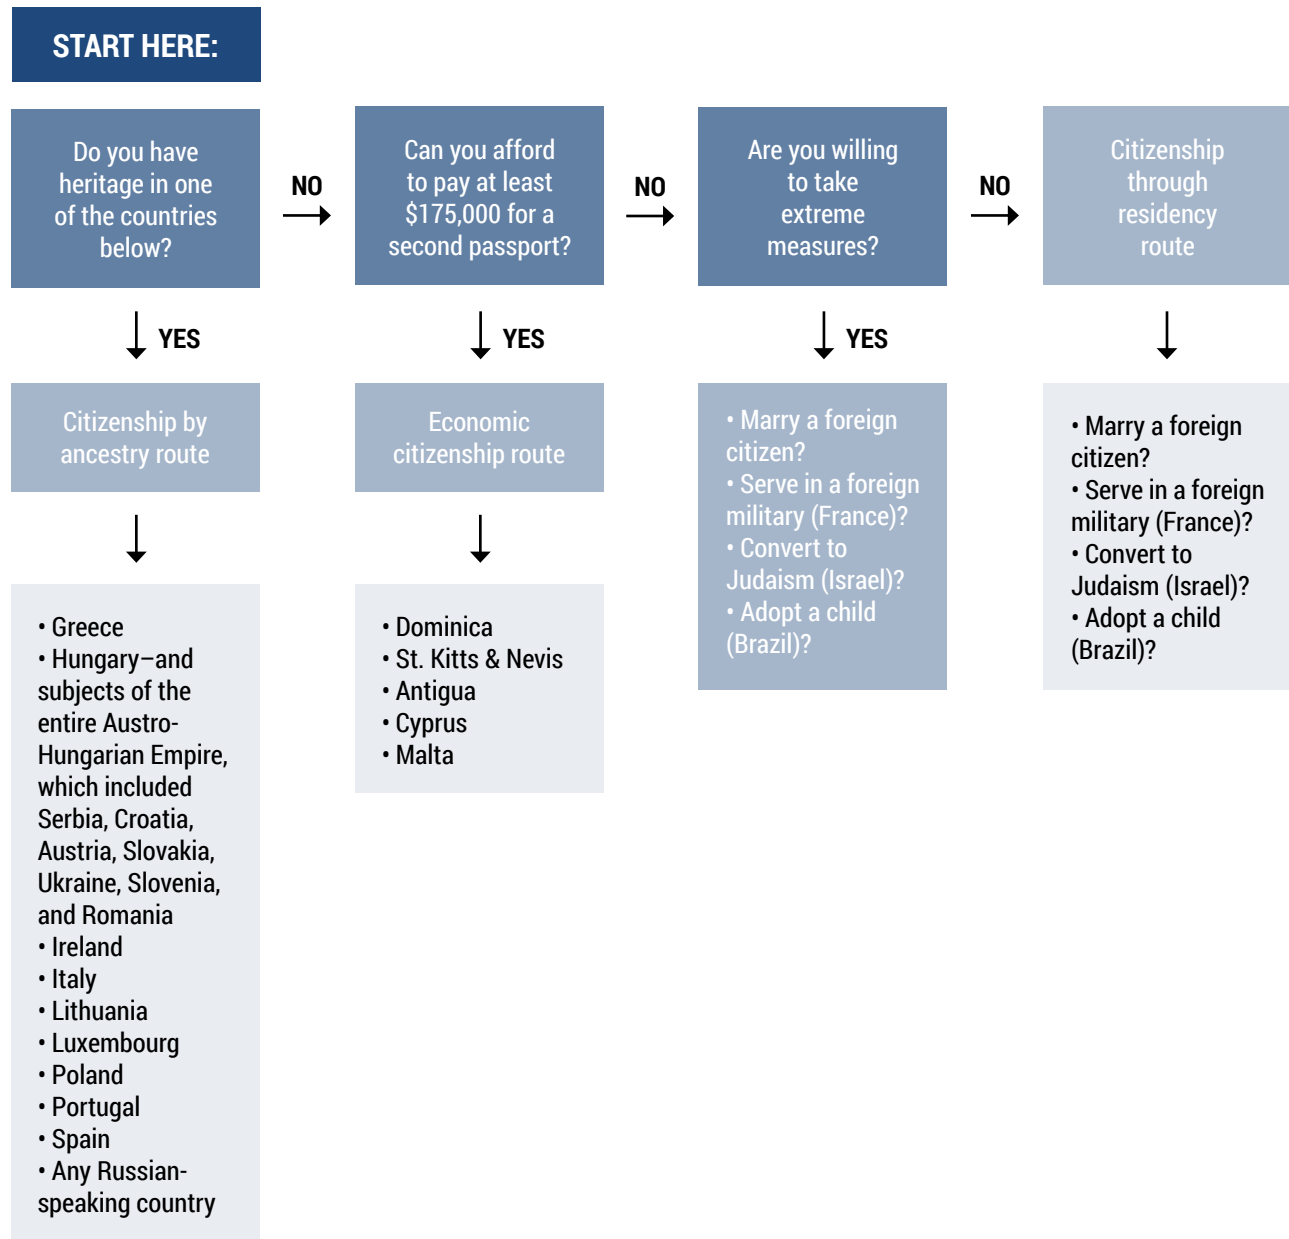 START HERE:
Do you have
heritage in one
of the countries
below?
NO
Can you afford
to pay at least
$175,000 for a
second passport?
NO
Are you willing
to take
extreme
measures?
NO
Citizenship
through
residency
route
YES
YES
YES
Citizenship by
ancestry route
Economic
citizenship route
• Marry a foreign
citizen?
• Serve in a foreign
military (France)?
• Convert to
Judaism (Israel)?
• Adopt a child
(Brazil)?
• Marry a foreign
citizen?
• Serve in a foreign
military (France)?
• Convert to
Judaism (Israel)?
• Adopt a child
(Brazil)?
• Greece
• Hungary–and
subjects of the
entire Austro-
Hungarian Empire,
which included
Serbia, Croatia,
Austria, Slovakia,
Ukraine, Slovenia,
and Romania
• Ireland
• Italy
• Lithuania
• Luxembourg
• Poland
• Portugal
• Spain
• Any Russian-
speaking country
• Dominica
• St. Kitts & Nevis
• Antigua
• Cyprus
• Malta